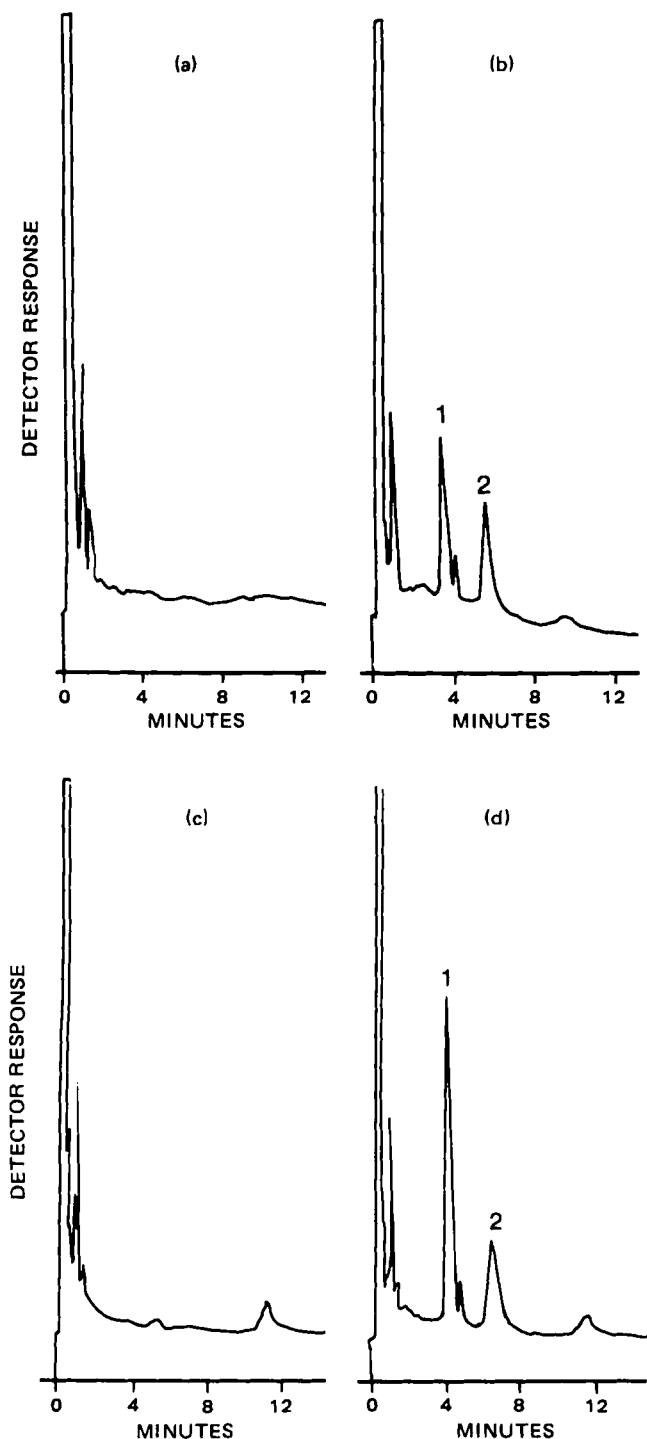 (a)
(b)
DETECTOR RESPONSE
1
2
0 4 8 12
MINUTES
0 4 8 12
MINUTES
(c)
(d)
DETECTOR RESPONSE
1
2
0 4 8 12
MINUTES
0 4 8 12
MINUTES